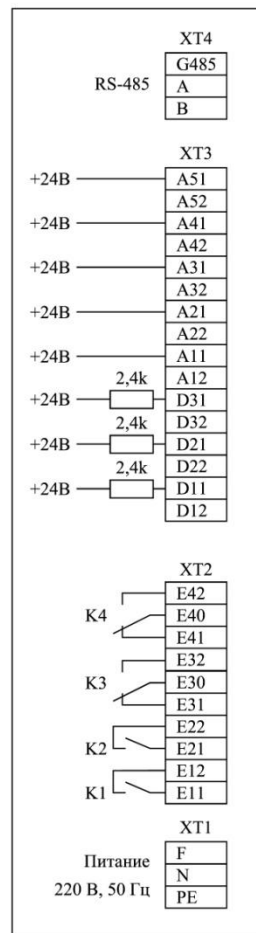 XT4
G485
RS-485 A
B
XT3
+24В A51
A52
+24В A41
A42
+24В A31
A32
+24В A21
A22
+24В A11
2,4k A12
+24В D31
2,4k D32
+24В D21
2,4k D22
+24В D11
D12
XT2
E42
K4 E40
E41
E32
K3 E30
E31
E22
K2 E21
E12
K1 E11
XT1
F
Питание N
220 В, 50 Гц PE